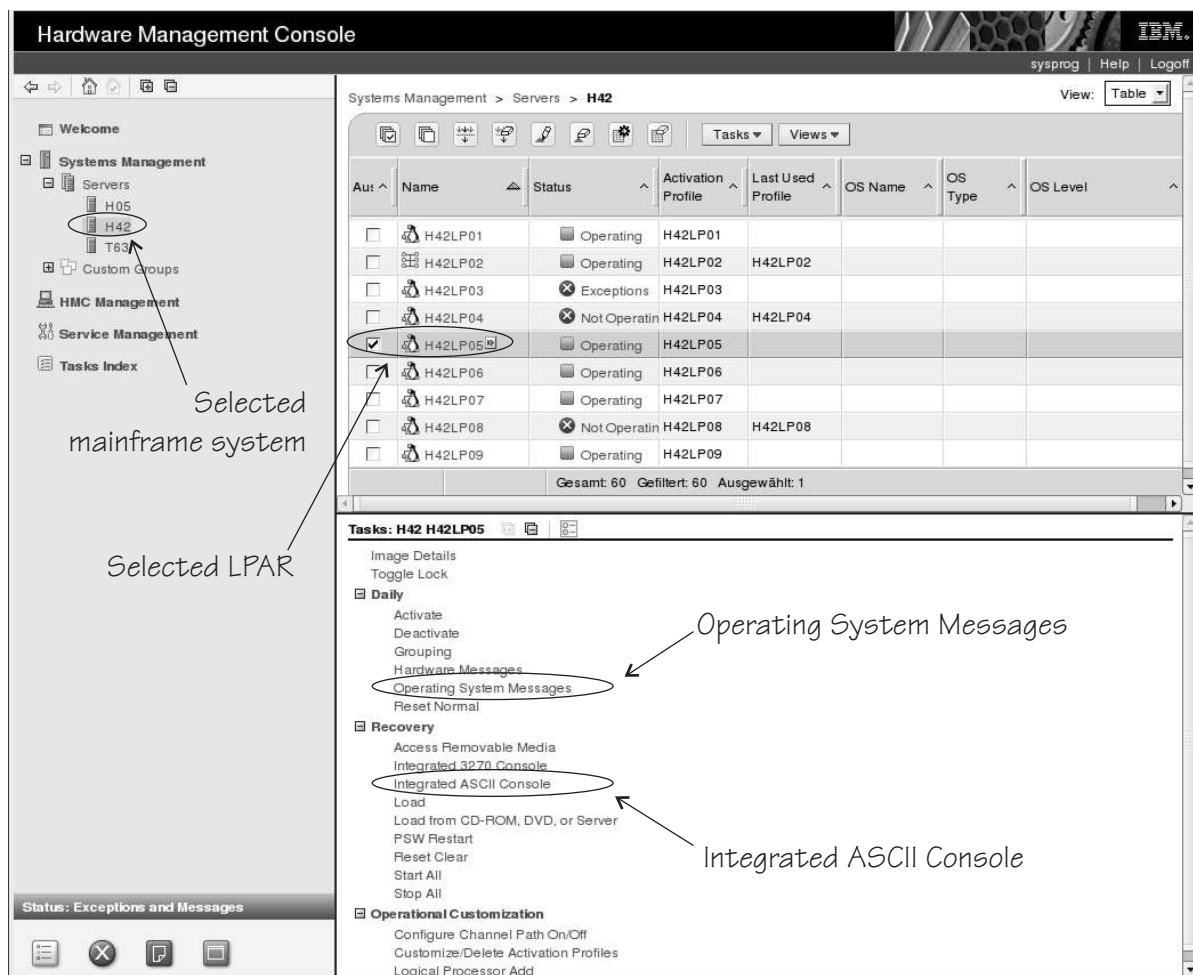 Hardware Management Console
IBM.
sysprog | Help | Logoff
Welcome
Systems Management
Servers
H05
H42
T63
Custom Groups
HMC Management
Service Management
Tasks Index
Selected
mainframe system
Selected LPAR
Status: Exceptions and Messages
Systems Management > Servers > H42
View: Table
Tasks Views
Aus Name Status Activation Profile Last Used Profile OS Name OS Type OS Level
H42LP01 Operating H42LP01
H42LP02 Operating H42LP02 H42LP02
H42LP03 Exceptions H42LP03
H42LP04 Not Operatin H42LP04 H42LP04
H42LP05 Operating H42LP05
H42LP06 Operating H42LP06
H42LP07 Operating H42LP07
H42LP08 Not Operatin H42LP08 H42LP08
H42LP09 Operating H42LP09
Gesamt: 60 Gefiltert: 60 Ausgewählt: 1
Tasks: H42 H42LP05
Image Details
Toggle Lock
Daily
Activate
Deactivate
Grouping
Hardware Messages
Operating System Messages
Reset Normal
Recovery
Access Removable Media
Integrated 3270 Console
Integrated ASCII Console
Load
Load from CD-ROM, DVD, or Server
PSW Restart
Reset Clear
Start All
Stop All
Operational Customization
Configure Channel Path On/Off
Customize/Delete Activation Profiles
Logical Processor Add
Operating System Messages
Integrated ASCII Console